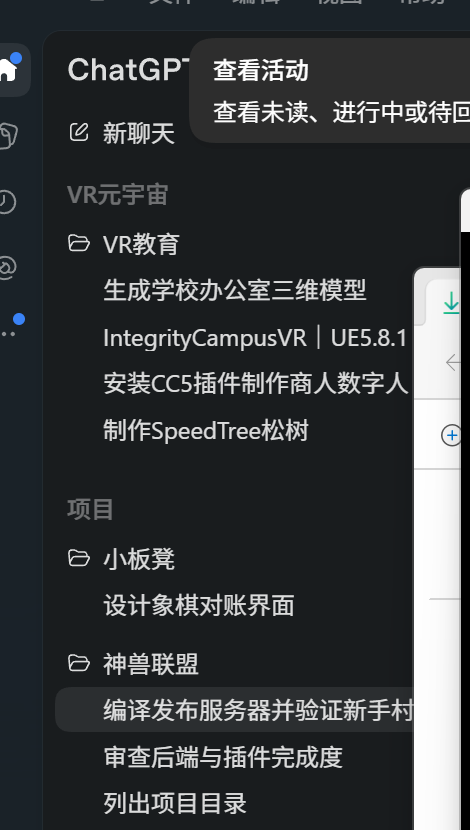 ChatGPT
查看活动
查看未读、进行中或待回
新聊天
VR元宇宙
VR教育
生成学校办公室三维模型
IntegrityCampusVR｜UE5.8.1
安装CC5插件制作商人数字人
制作SpeedTree松树
项目
小板凳
设计象棋对账界面
神兽联盟
编译发布服务器并验证新手村
审查后端与插件完成度
列出项目目录